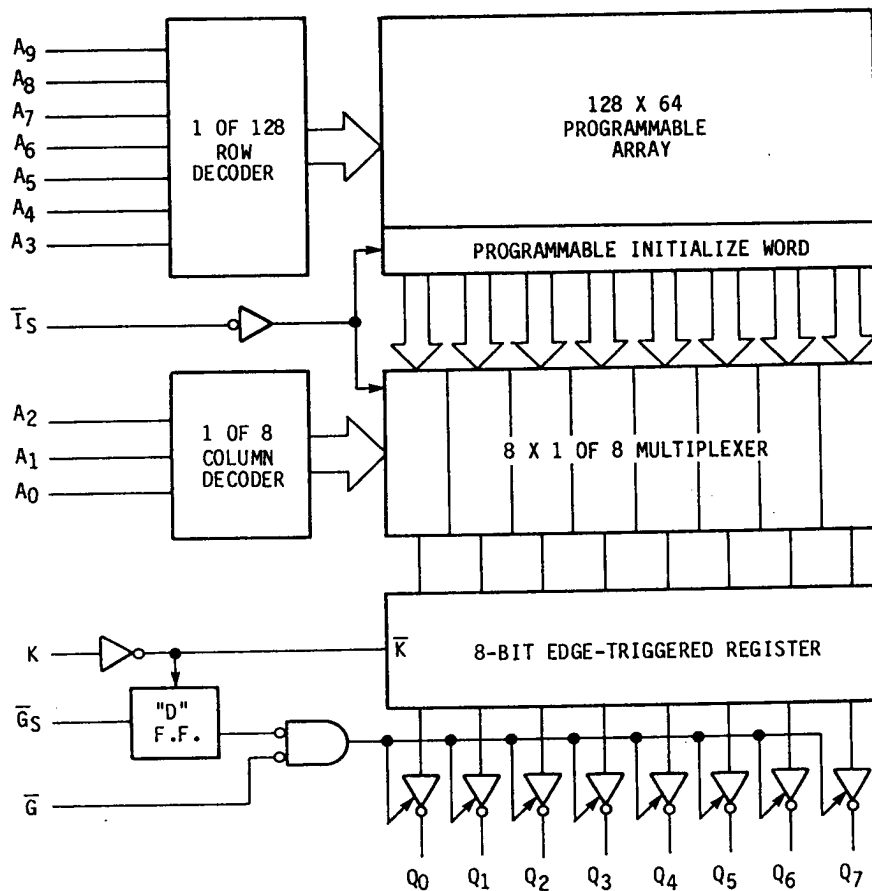 A9
A8
A7
A6
A5
A4
A3
1 OF 128
ROW
DECODER
128 X 64
PROGRAMMABLE
ARRAY
PROGRAMMABLE INITIALIZE WORD
I̅S
A2
A1
A0
1 OF 8
COLUMN
DECODER
8 X 1 OF 8 MULTIPLEXER
K
K̅
8-BIT EDGE-TRIGGERED REGISTER
G̅S
"D"
F.F.
G̅
Q0 Q1 Q2 Q3 Q4 Q5 Q6 Q7